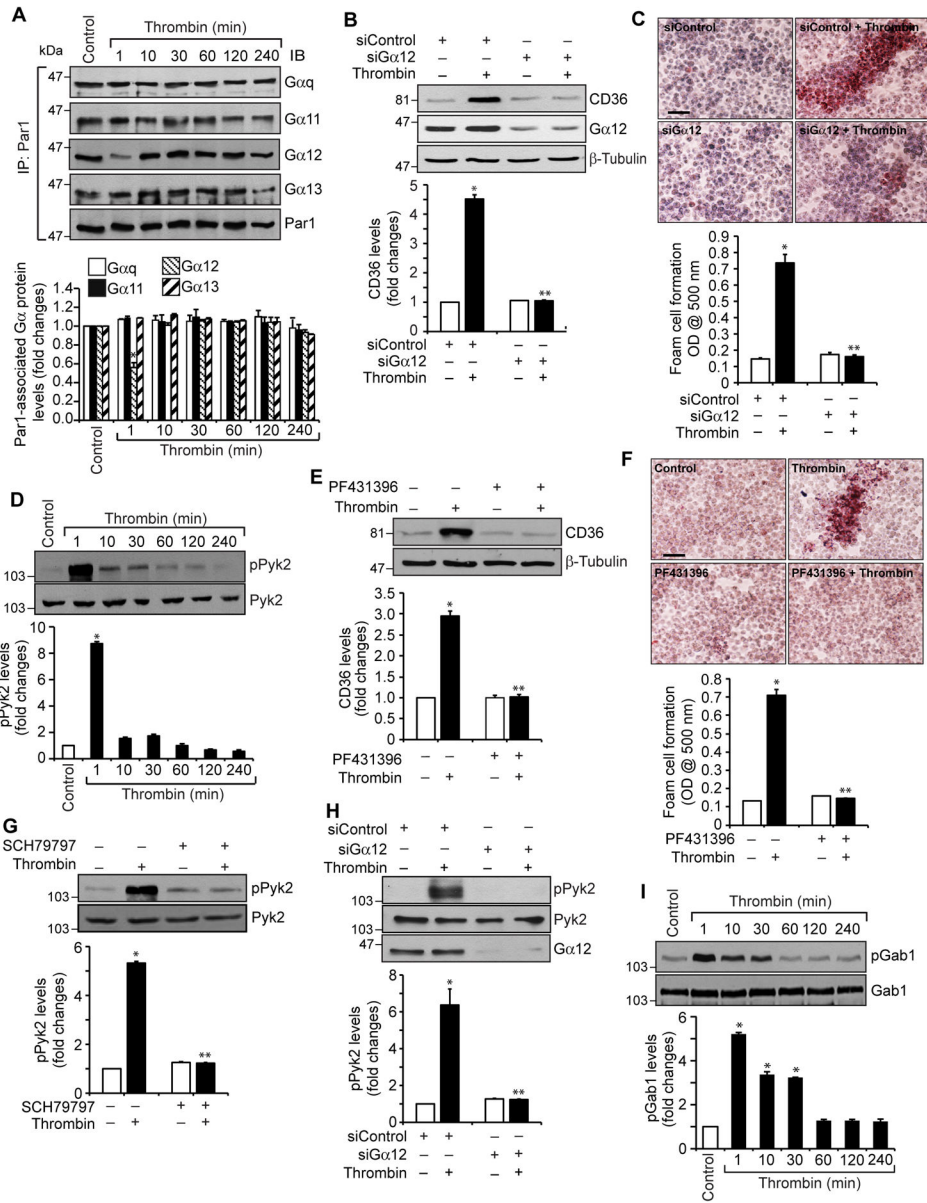 A
Thrombin (min)
kDa
Control
1 10 30 60 120 240 IB
IP: Par1
47 Gαq
47 Gα11
47 Gα12
47 Gα13
47 Par1
Gαq Gα12
Gα11 Gα13
Par1-associated Gα protein
levels (fold changes)
1.4
1.2
1.0
0.8
0.6
0.4
0.2
0.0
*
Control
1 10 30 60 120 240
Thrombin (min)
B
siControl + + – –
siGα12 – – + +
Thrombin – + – +
81 CD36
47 Gα12
47 β-Tubulin
CD36 levels
(fold changes)
5
4
3
2
1
0
*
**
siControl + + – –
siGα12 – – + +
Thrombin – + – +
C
siControl
siControl + Thrombin
siGα12
siGα12 + Thrombin
Foam cell formation
OD @ 500 nm
0.9
0.8
0.7
0.6
0.5
0.4
0.3
0.2
0.1
0
*
**
siControl + + – –
siGα12 – – + +
Thrombin – + – +
D
Control
Thrombin (min)
1 10 30 60 120 240
103 pPyk2
103 Pyk2
pPyk2 levels
(fold changes)
10
8
6
4
2
0
*
Control
1 10 30 60 120 240
Thrombin (min)
E
PF431396 – – + +
Thrombin – + – +
81 CD36
47 β-Tubulin
CD36 levels
(fold changes)
3.5
3.0
2.5
2.0
1.5
1.0
0.5
0.0
*
**
PF431396 – – + +
Thrombin – + – +
F
Control
Thrombin
PF431396
PF431396 + Thrombin
Foam cell formation
(OD @ 500 nm)
0.8
0.7
0.6
0.5
0.4
0.3
0.2
0.1
0
*
**
PF431396 – – + +
Thrombin – + – +
G
SCH79797 – – + +
Thrombin – + – +
103 pPyk2
103 Pyk2
pPyk2 levels
(fold changes)
6
4
2
0
*
**
SCH79797 – – + +
Thrombin – + – +
H
siControl + + – –
siGα12 – – + +
Thrombin – + – +
103 pPyk2
103 Pyk2
47 Gα12
pPyk2 levels
(fold changes)
8
6
4
2
0
*
**
siControl + + – –
siGα12 – – + +
Thrombin – + – +
I
Control
Thrombin (min)
1 10 30 60 120 240
103 pGab1
103 Gab1
pGab1 levels
(fold changes)
6
4
2
0
*
*
*
Control
1 10 30 60 120 240
Thrombin (min)